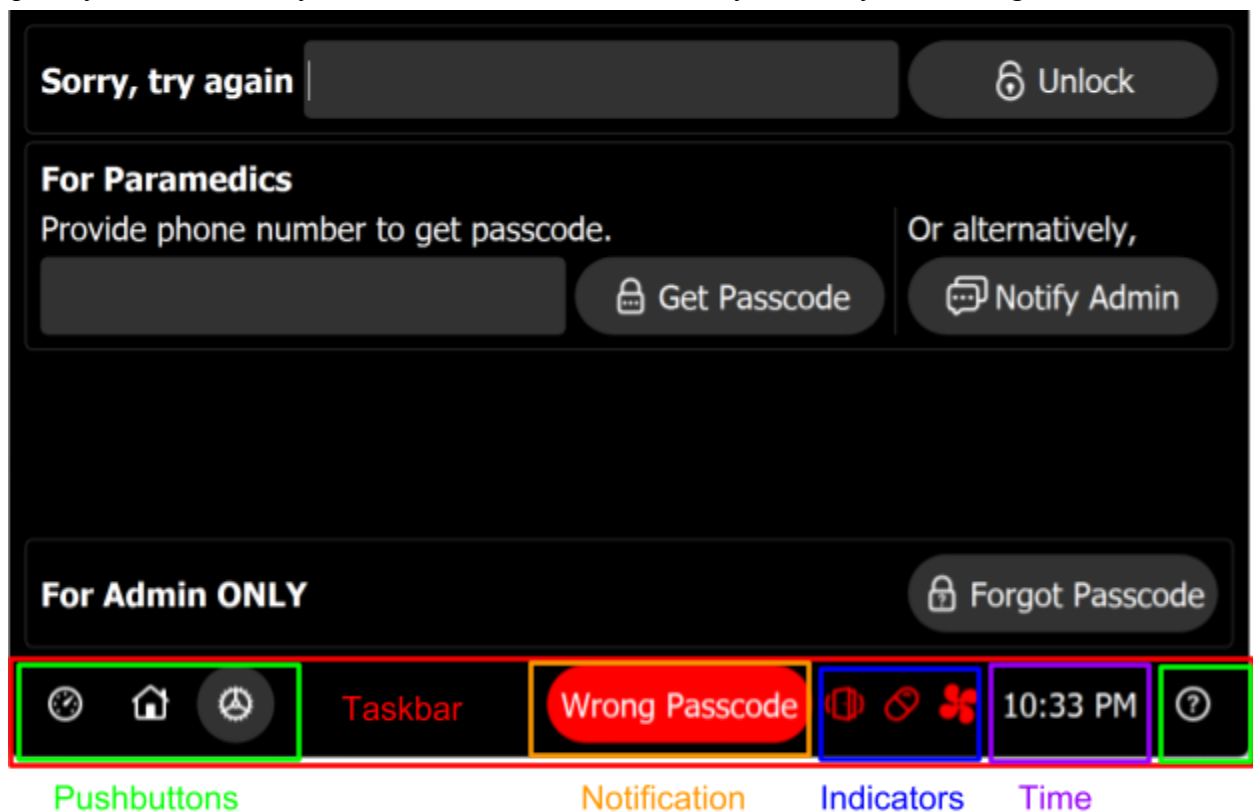 Sorry, try again
Unlock
For Paramedics
Provide phone number to get passcode.
Or alternatively,
Get Passcode
Notify Admin
For Admin ONLY
Forgot Passcode
Taskbar
Wrong Passcode
10:33 PM
?
Pushbuttons
Notification
Indicators
Time